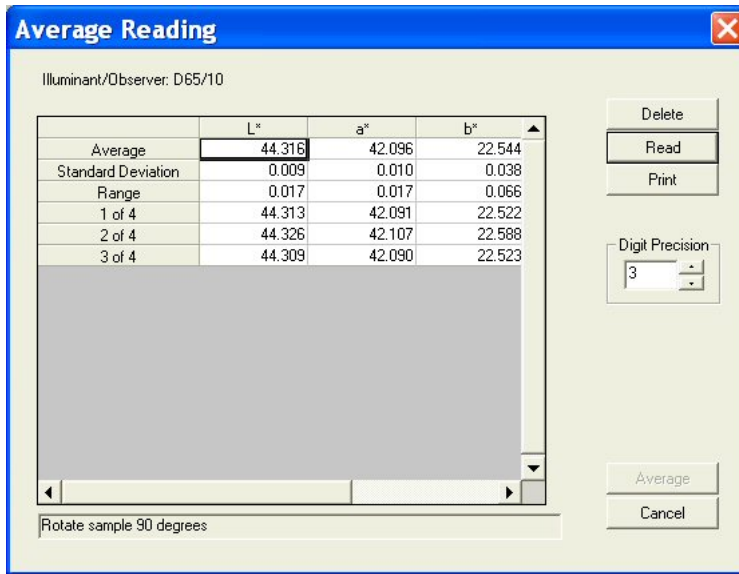 Average Reading
Illuminant/Observer: D65/10
L* a* b*
Average 44.316 42.096 22.544
Standard Deviation 0.009 0.010 0.038
Range 0.017 0.017 0.066
1 of 4 44.313 42.091 22.522
2 of 4 44.326 42.107 22.588
3 of 4 44.309 42.090 22.523
Delete
Read
Print
Digit Precision
3
Average
Cancel
Rotate sample 90 degrees